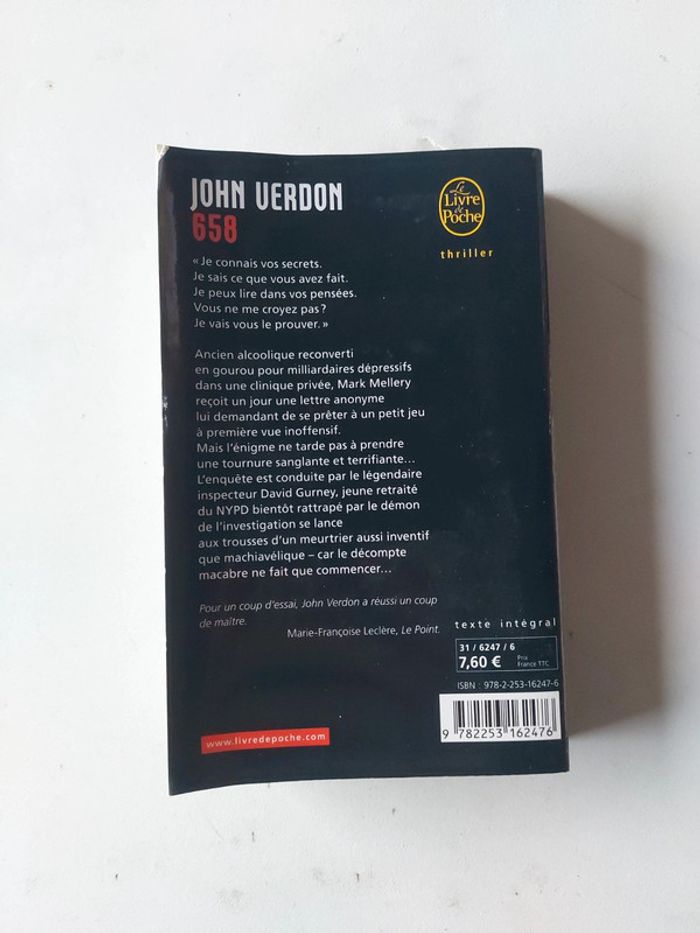 JOHN VERDON
658
Le
Livre
de
Poche
thriller
« Je connais vos secrets.
Je sais ce que vous avez fait.
Je peux lire dans vos pensées.
Vous ne me croyez pas ?
Je vais vous le prouver. »
Ancien alcoolique reconverti
en gourou pour milliardaires dépressifs
dans une clinique privée, Mark Mellery
reçoit un jour une lettre anonyme
lui demandant de se prêter à un petit jeu
à première vue inoffensif.
Mais l'énigme ne tarde pas à prendre
une tournure sanglante et terrifiante…
L'enquête est conduite par le légendaire
inspecteur David Gurney, jeune retraité
du NYPD bientôt rattrapé par le démon
de l'investigation se lance
aux trousses d'un meurtrier aussi inventif
que machiavélique – car le décompte
macabre ne fait que commencer…
Pour un coup d'essai, John Verdon a réussi un coup
de maître.
Marie-Françoise Leclère, Le Point.
texte intégral
31 / 6247 / 6
7,60 €
Prix
France TTC
ISBN : 978-2-253-16247-6
9 782253 162476
www.livredepoche.com